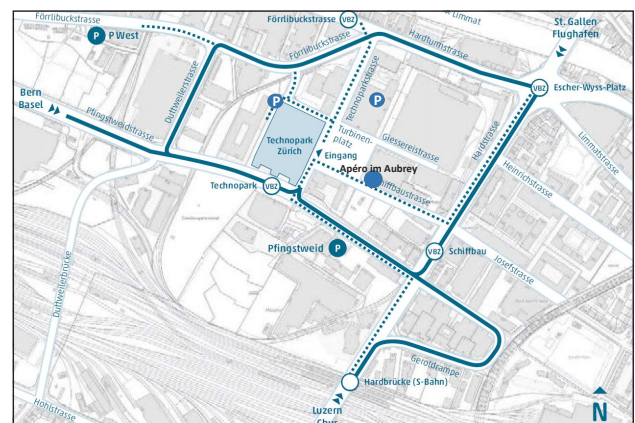 Förrlibuckstrasse
P
P West
Förrlibuckstrasse
VBZ
Limmat
Förrlibuckstrasse
Hardturmstrasse
St. Gallen
Flughafen
Bern
Basel
Pfingstweidstrasse
Duttweilerstrasse
P
Technoparkstrasse
P
VBZ
Escher-Wyss-Platz
Technopark
Zürich
Turbinen-
platz
Giessereistrasse
Hardstrasse
Limmatstrasse
Heinrichstrasse
Eingang
Apéro im Aubrey
Schiffbaustrasse
Technopark
VBZ
Pfingstweid
P
VBZ
Schiffbau
Josefstrasse
Duttweilerbrücke
Geroldrampe
Hardbrücke (S-Bahn)
Luzern
Chur
Hohlstrasse
N